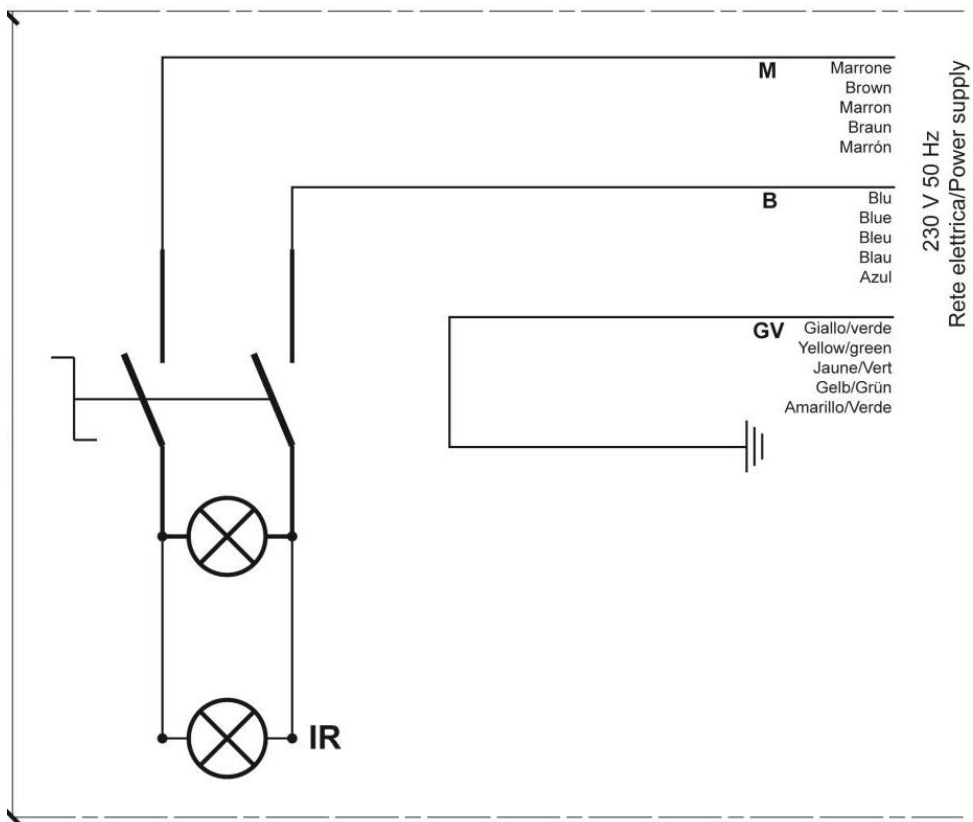 M
Marrone
Brown
Marron
Braun
Marrón
B
Blu
Blue
Bleu
Blau
Azul
GV
Giallo/verde
Yellow/green
Jaune/Vert
Gelb/Grün
Amarillo/Verde
230 V 50 Hz
Rete elettrica/Power supply
IR